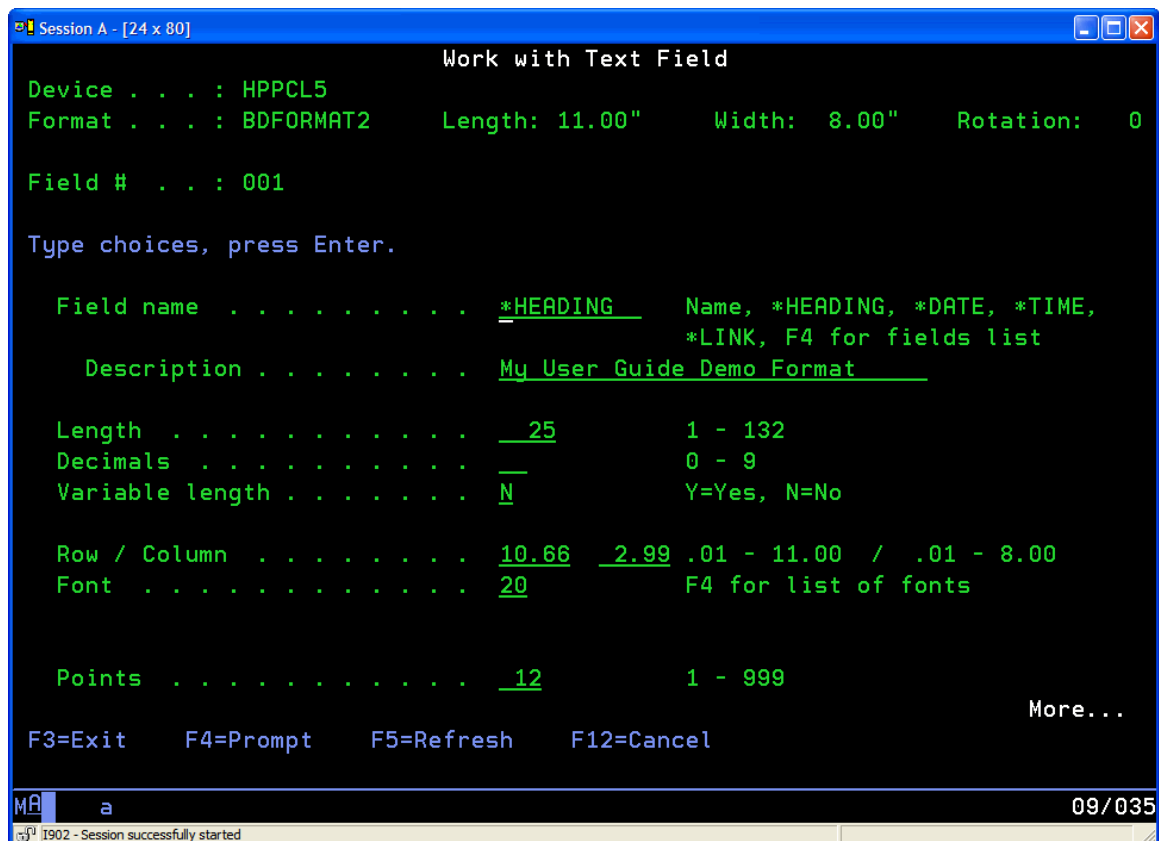 Session A - [24 x 80]
Work with Text Field
Device . . . : HPPCL5
Format . . . : BDFORMAT2 Length: 11.00" Width: 8.00" Rotation: 0
Field # . . : 001
Type choices, press Enter.
Field name . . . . . . . . . *HEADING Name, *HEADING, *DATE, *TIME,
*LINK, F4 for fields list
Description . . . . . . . . My User Guide Demo Format
Length . . . . . . . . . . . 25 1 - 132
Decimals . . . . . . . . . . 0 - 9
Variable length . . . . . . . N Y=Yes, N=No
Row / Column . . . . . . . . 10.66 2.99 .01 - 11.00 / .01 - 8.00
Font . . . . . . . . . . . . 20 F4 for list of fonts
Points . . . . . . . . . . . 12 1 - 999
More...
F3=Exit F4=Prompt F5=Refresh F12=Cancel
MA a 09/035
I902 - Session successfully started